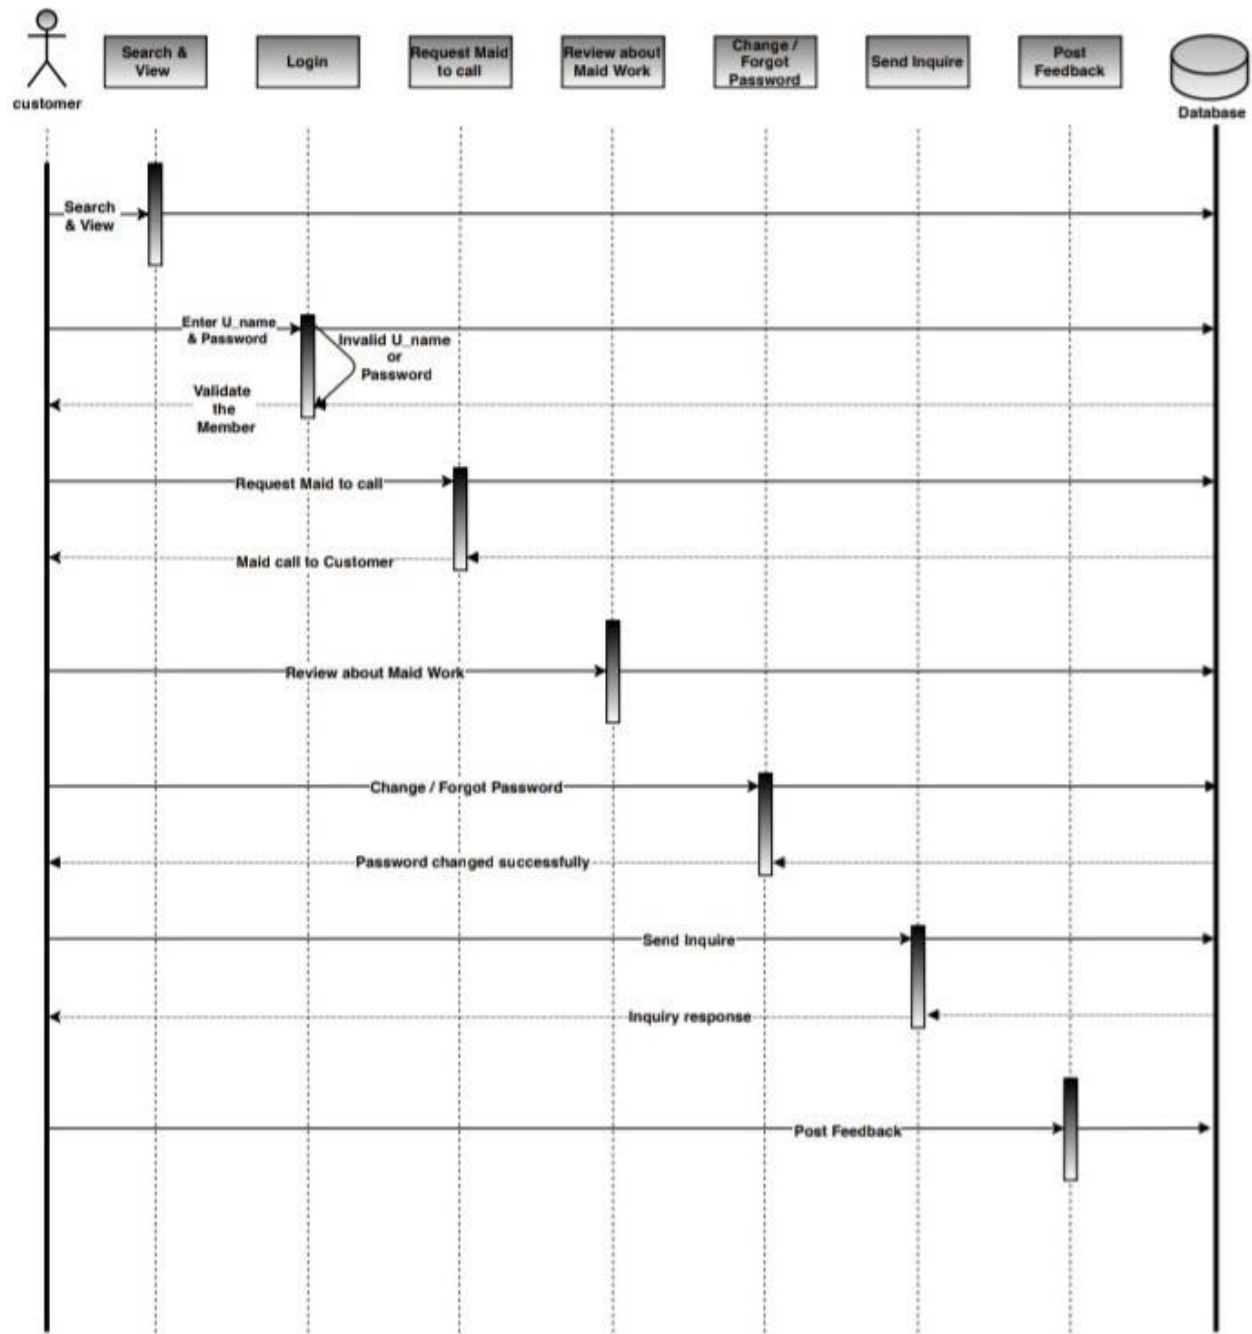 customer
Search &
View
Login
Request Maid
to call
Review about
Maid Work
Change /
Forgot
Password
Send Inquire
Post
Feedback
Database
Search
& View
Enter U_name
& Password
Invalid U_name
or
Password
Validate
the
Member
Request Maid to call
Maid call to Customer
Review about Maid Work
Change / Forgot Password
Password changed successfully
Send Inquire
Inquiry response
Post Feedback